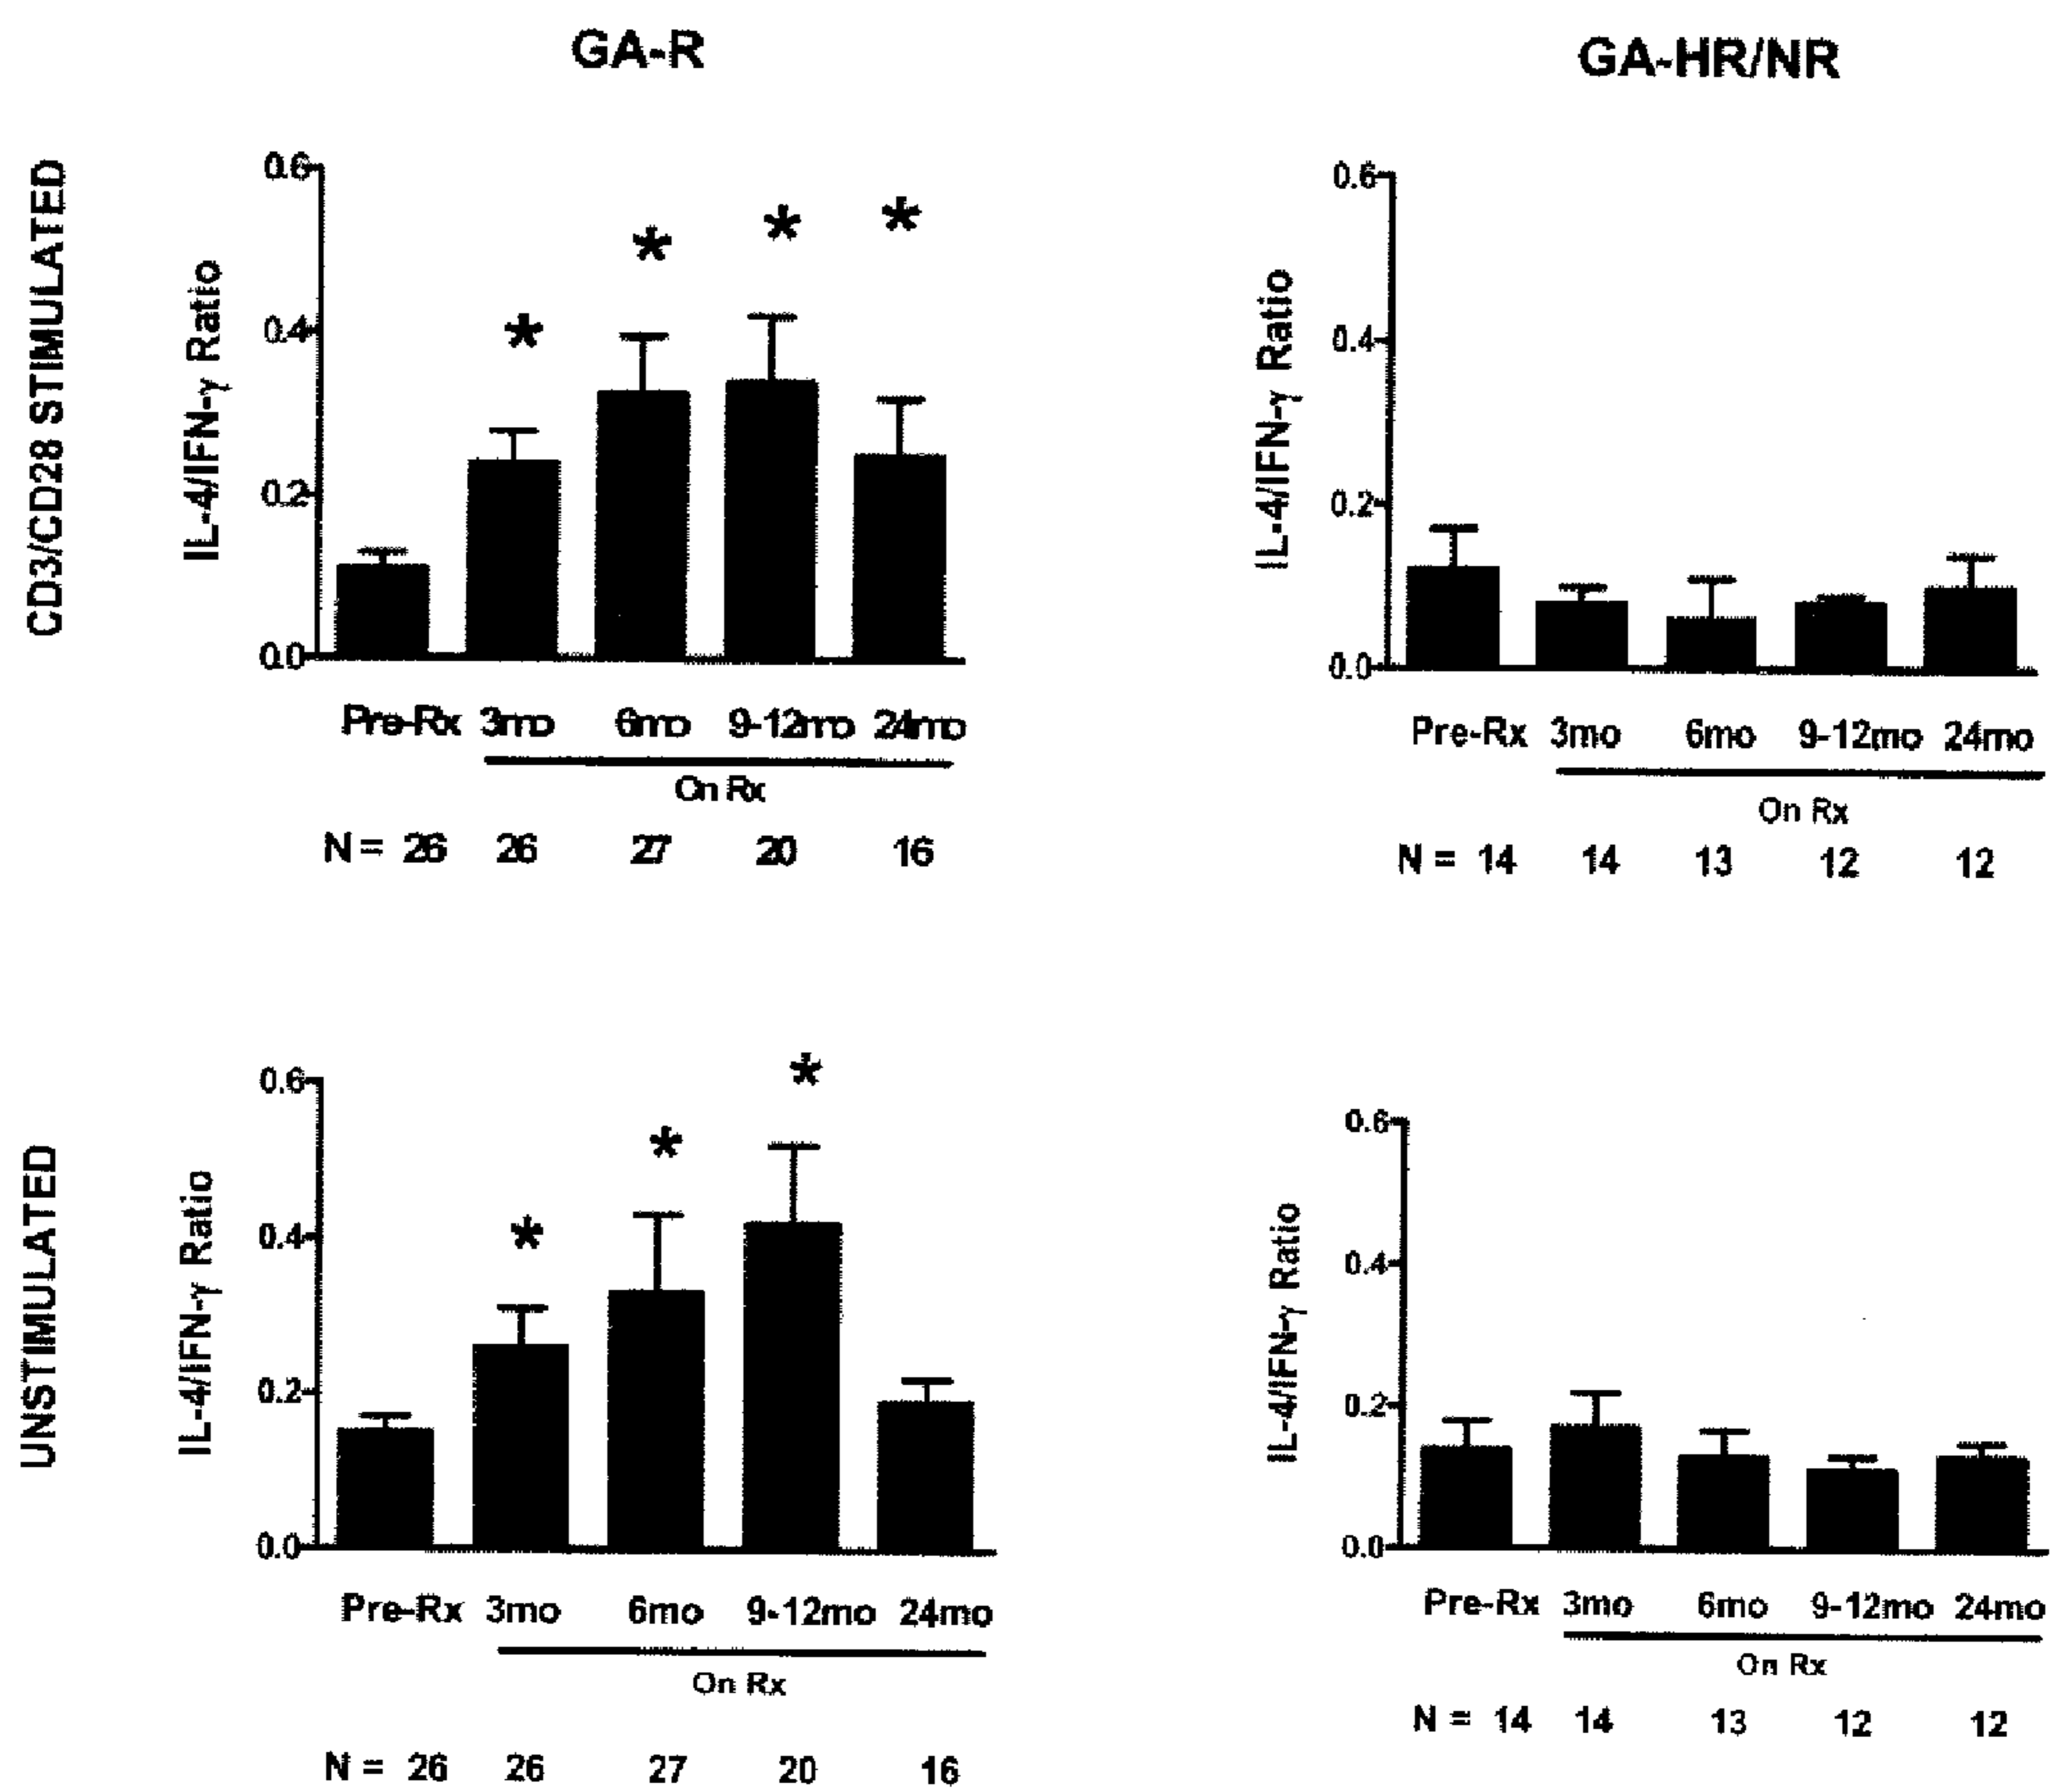 GA-R
GA-HR/NR
CD3/CD28 STIMULATED
IL-4/IFN-γ Ratio
0.6
0.4
0.2
0.0
* * * *
Pre-Rx 3mo 6mo 9-12mo 24mo
On Rx
N = 26 26 27 20 16
IL-4/IFN-γ Ratio
0.6
0.4
0.2
0.0
Pre-Rx 3mo 6mo 9-12mo 24mo
On Rx
N = 14 14 13 12 12
UNSTIMULATED
IL-4/IFN-γ Ratio
0.6
0.4
0.2
0.0
* * *
Pre-Rx 3mo 6mo 9-12mo 24mo
On Rx
N = 26 26 27 20 16
IL-4/IFN-γ Ratio
0.6
0.4
0.2
0.0
Pre-Rx 3mo 6mo 9-12mo 24mo
On Rx
N = 14 14 13 12 12